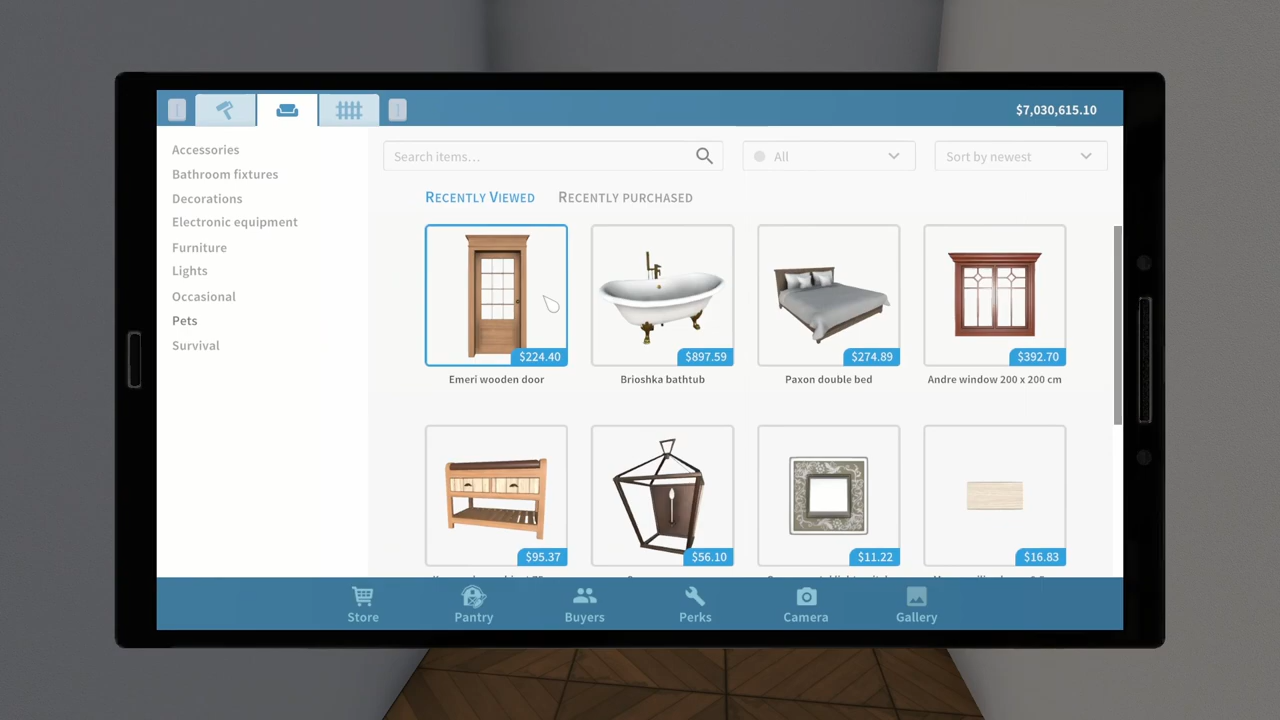 $7,030,615.10
Accessories
Bathroom fixtures
Decorations
Electronic equipment
Furniture
Lights
Occasional
Pets
Survival
Search items...
All
Sort by newest
RECENTLY VIEWED
RECENTLY PURCHASED
$224.40
$897.59
$274.89
$392.70
Emeri wooden door
Brioshka bathtub
Paxon double bed
Andre window 200 x 200 cm
$95.37
$56.10
$11.22
$16.83
Store
Pantry
Buyers
Perks
Camera
Gallery